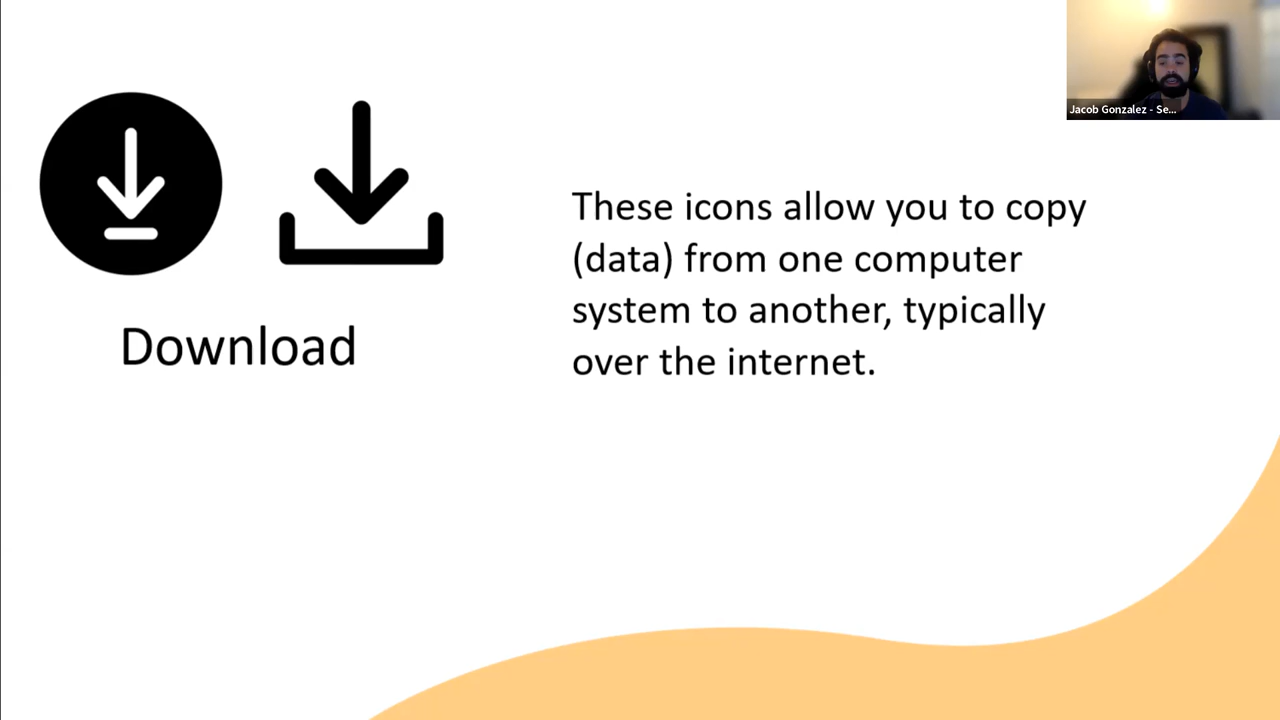 Jacob Gonzalez - Se...
Download
These icons allow you to copy
(data) from one computer
system to another, typically
over the internet.